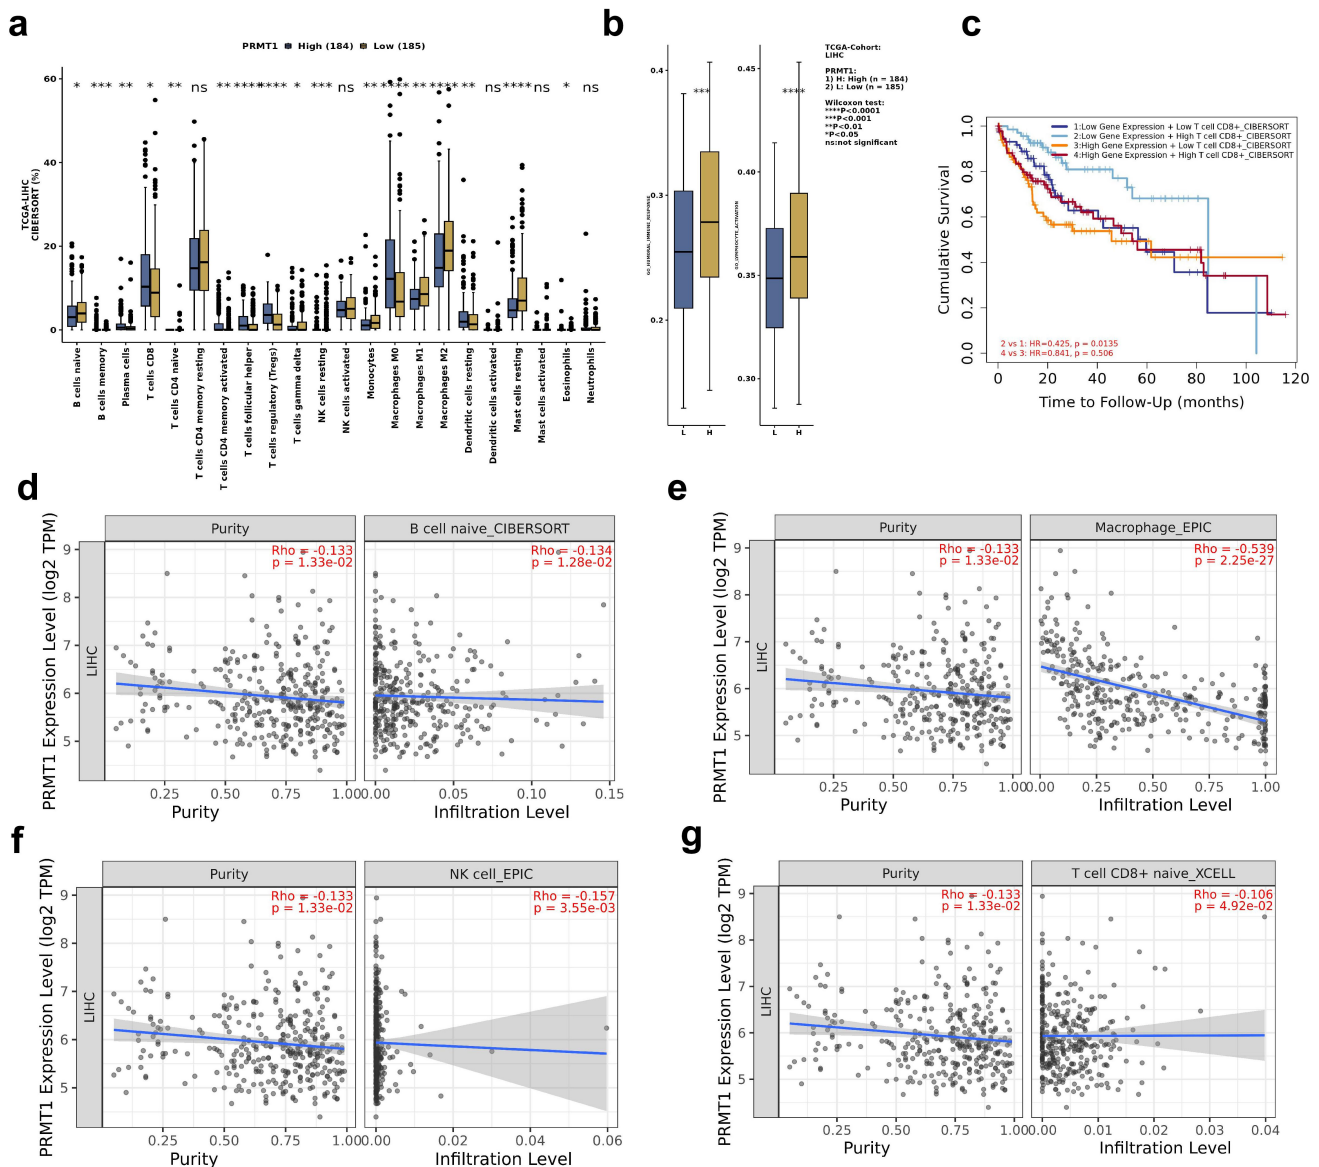 a
PRMT1 High (184) Low (185)
TCGA-LIHC
CIBERSORT (%)
60
40
20
0
* *** ** * ** ns ** **** **** * *** ns ** **** ** **** ** ns **** ns * ns
B cells naive
B cells memory
Plasma cells
T cells CD8
T cells CD4 naive
T cells CD4 memory resting
T cells CD4 memory activated
T cells follicular helper
T cells regulatory (Tregs)
T cells gamma delta
NK cells resting
NK cells activated
Monocytes
Macrophages M0
Macrophages M1
Macrophages M2
Dendritic cells resting
Dendritic cells activated
Mast cells resting
Mast cells activated
Eosinophils
Neutrophils
b
GO_HUMORAL_IMMUNE_RESPONSE
0.4
0.3
0.2
***
L H
GO_LYMPHOCYTE_ACTIVATION
0.45
0.40
0.35
0.30
****
L H
TCGA-Cohort:
LIHC
PRMT1:
1) H: High (n = 184)
2) L: Low (n = 185)
Wilcoxon test:
****P<0.0001
***P<0.001
**P<0.01
*P<0.05
ns:not significant
c
Cumulative Survival
1.0
0.8
0.6
0.4
0.2
0.0
1:Low Gene Expression + Low T cell CD8+_CIBERSORT
2:Low Gene Expression + High T cell CD8+_CIBERSORT
3:High Gene Expression + Low T cell CD8+_CIBERSORT
4:High Gene Expression + High T cell CD8+_CIBERSORT
2 vs 1: HR=0.425, p = 0.0135
4 vs 3: HR=0.841, p = 0.506
0 20 40 60 80 100 120
Time to Follow-Up (months)
d
PRMT1 Expression Level (log2 TPM)
LIHC
Purity
B cell naive_CIBERSORT
Rho = -0.133
p = 1.33e-02
Rho = -0.134
p = 1.28e-02
9
8
7
6
5
0.25 0.50 0.75 1.00
0.00 0.05 0.10 0.15
Purity
Infiltration Level
e
PRMT1 Expression Level (log2 TPM)
LIHC
Purity
Macrophage_EPIC
Rho = -0.133
p = 1.33e-02
Rho = -0.539
p = 2.25e-27
9
8
7
6
5
0.25 0.50 0.75 1.00
0.00 0.25 0.50 0.75 1.00
Purity
Infiltration Level
f
PRMT1 Expression Level (log2 TPM)
LIHC
Purity
NK cell_EPIC
Rho = -0.133
p = 1.33e-02
Rho = -0.157
p = 3.55e-03
9
8
7
6
5
0.25 0.50 0.75 1.00
0.00 0.02 0.04 0.06
Purity
Infiltration Level
g
PRMT1 Expression Level (log2 TPM)
LIHC
Purity
T cell CD8+ naive_XCELL
Rho = -0.133
p = 1.33e-02
Rho = -0.106
p = 4.92e-02
9
8
7
6
5
0.25 0.50 0.75 1.00
0.00 0.01 0.02 0.03 0.04
Purity
Infiltration Level